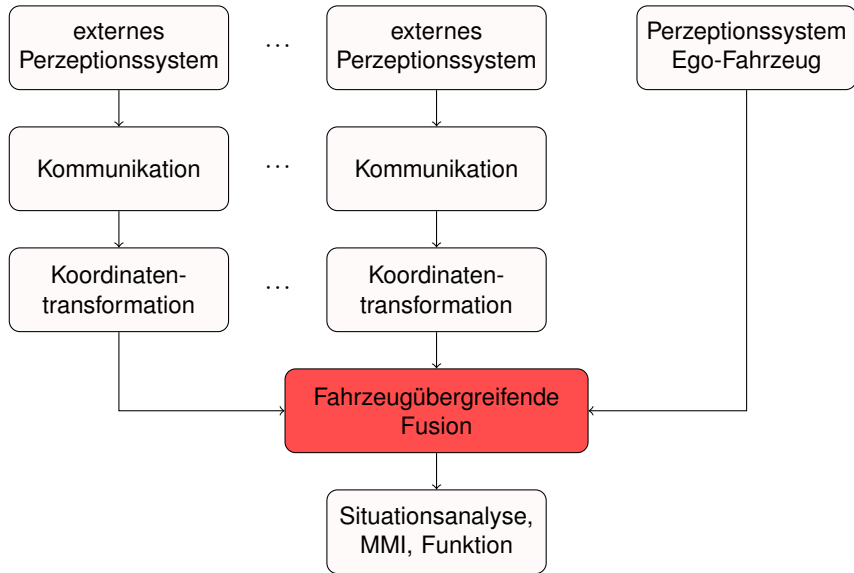 externes
Perzeptionssystem
...
externes
Perzeptionssystem
Perzeptionssystem
Ego-Fahrzeug
Kommunikation
...
Kommunikation
Koordinaten-
transformation
...
Koordinaten-
transformation
Fahrzeugübergreifende
Fusion
Situationsanalyse,
MMI, Funktion